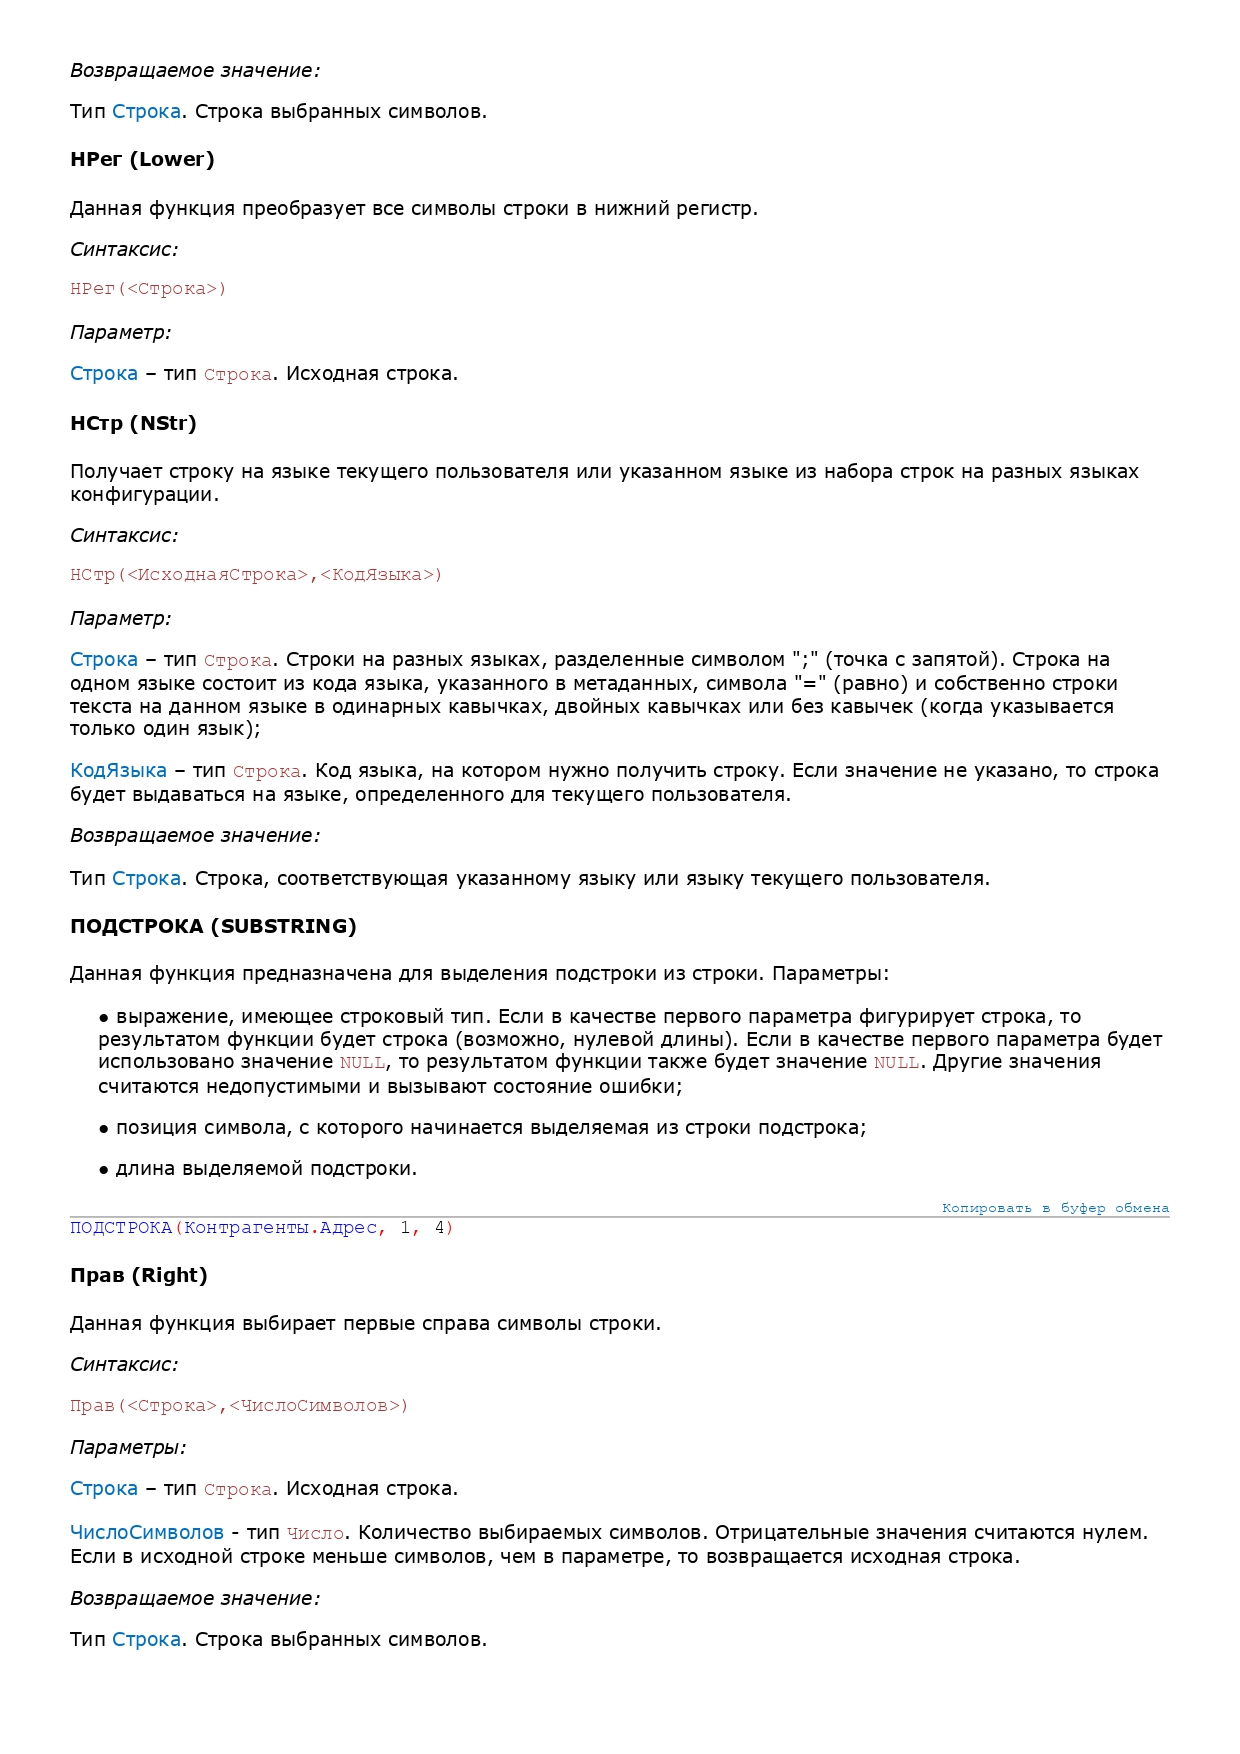 Возвращаемое значение:
Тип Строка. Строка выбранных символов.
НРег (Lower)
Данная функция преобразует все символы строки в нижний регистр.
Синтаксис:
НРег(<Строка>)
Параметр:
Строка – тип Строка. Исходная строка.
НСтр (NStr)
Получает строку на языке текущего пользователя или указанном языке из набора строк на разных языках
конфигурации.
Синтаксис:
НСтр(<ИсходнаяСтрока>,<КодЯзыка>)
Параметр:
Строка – тип Строка. Строки на разных языках, разделенные символом ";" (точка с запятой). Строка на
одном языке состоит из кода языка, указанного в метаданных, символа "=" (равно) и собственно строки
текста на данном языке в одинарных кавычках, двойных кавычках или без кавычек (когда указывается
только один язык);
КодЯзыка – тип Строка. Код языка, на котором нужно получить строку. Если значение не указано, то строка
будет выдаваться на языке, определенного для текущего пользователя.
Возвращаемое значение:
Тип Строка. Строка, соответствующая указанному языку или языку текущего пользователя.
ПОДСТРОКА (SUBSTRING)
Данная функция предназначена для выделения подстроки из строки. Параметры:
● выражение, имеющее строковый тип. Если в качестве первого параметра фигурирует строка, то
результатом функции будет строка (возможно, нулевой длины). Если в качестве первого параметра будет
использовано значение NULL, то результатом функции также будет значение NULL. Другие значения
считаются недопустимыми и вызывают состояние ошибки;
● позиция символа, с которого начинается выделяемая из строки подстрока;
● длина выделяемой подстроки.
Копировать в буфер обмена
ПОДСТРОКА(Контрагенты.Адрес, 1, 4)
Прав (Right)
Данная функция выбирает первые справа символы строки.
Синтаксис:
Прав(<Строка>,<ЧислоСимволов>)
Параметры:
Строка – тип Строка. Исходная строка.
ЧислоСимволов - тип Число. Количество выбираемых символов. Отрицательные значения считаются нулем.
Если в исходной строке меньше символов, чем в параметре, то возвращается исходная строка.
Возвращаемое значение:
Тип Строка. Строка выбранных символов.